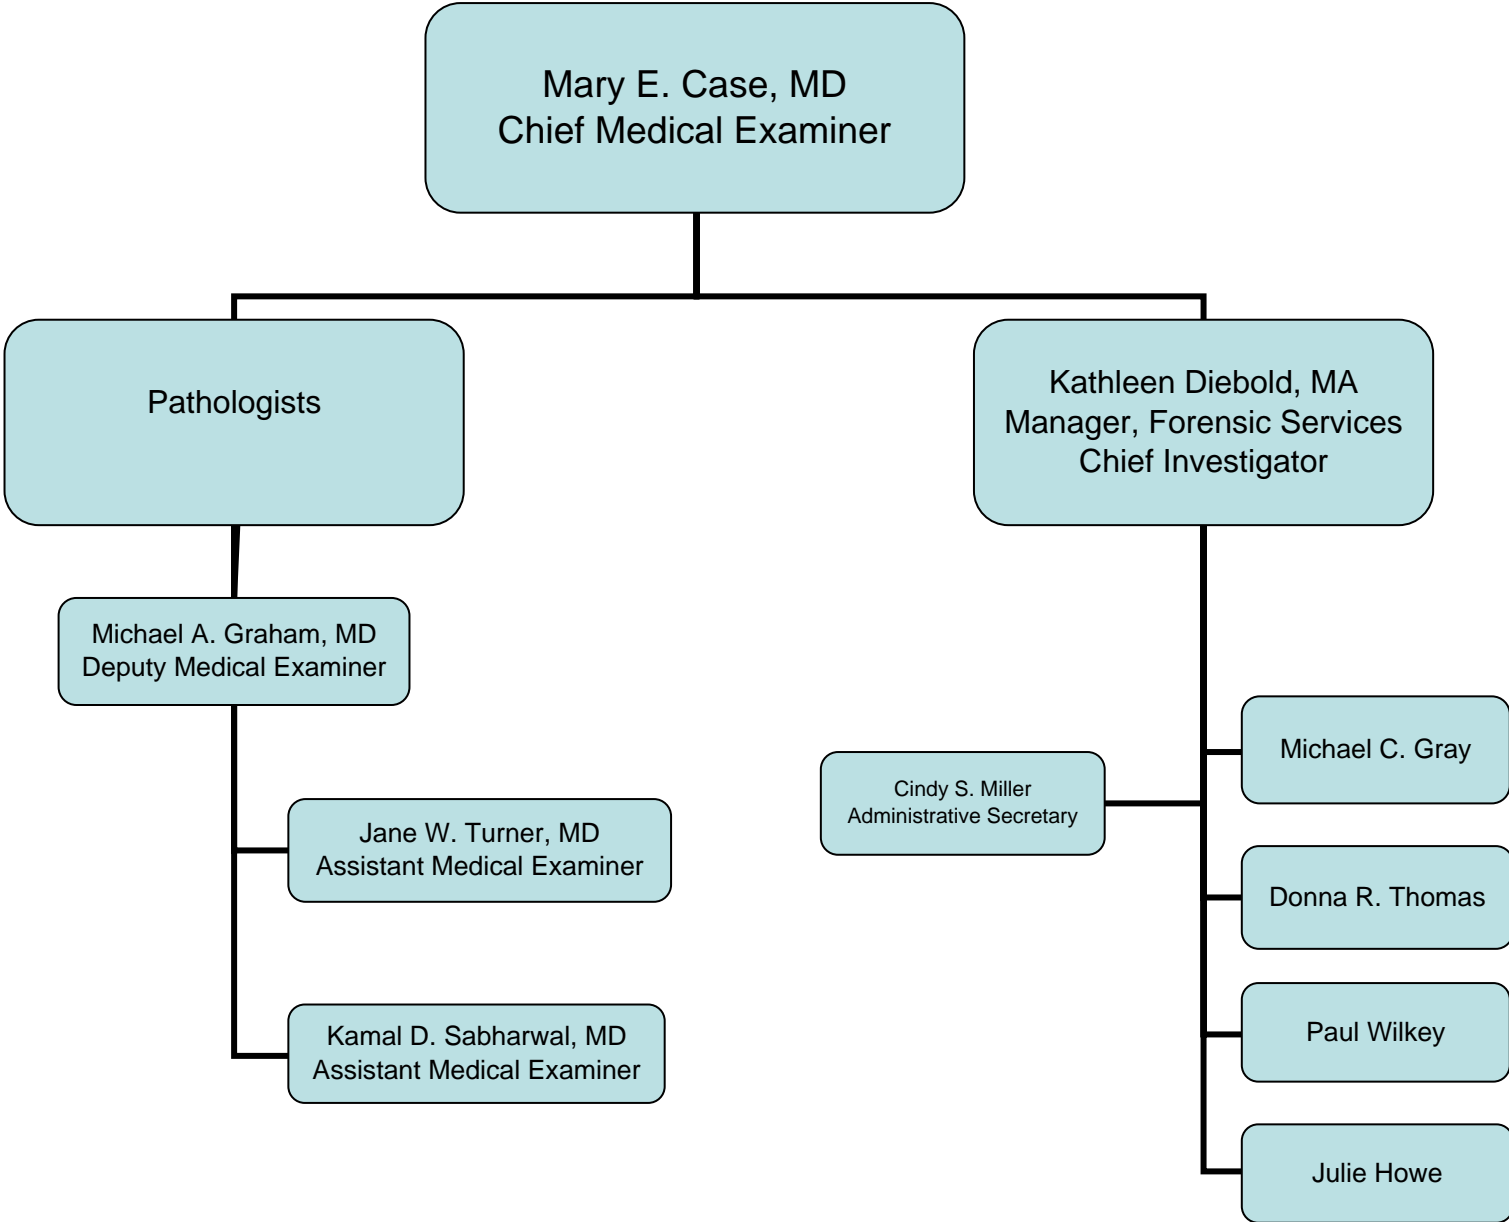 Mary E. Case, MD
Chief Medical Examiner
Pathologists
Kathleen Diebold, MA
Manager, Forensic Services
Chief Investigator
Michael A. Graham, MD
Deputy Medical Examiner
Jane W. Turner, MD
Assistant Medical Examiner
Kamal D. Sabharwal, MD
Assistant Medical Examiner
Cindy S. Miller
Administrative Secretary
Michael C. Gray
Donna R. Thomas
Paul Wilkey
Julie Howe